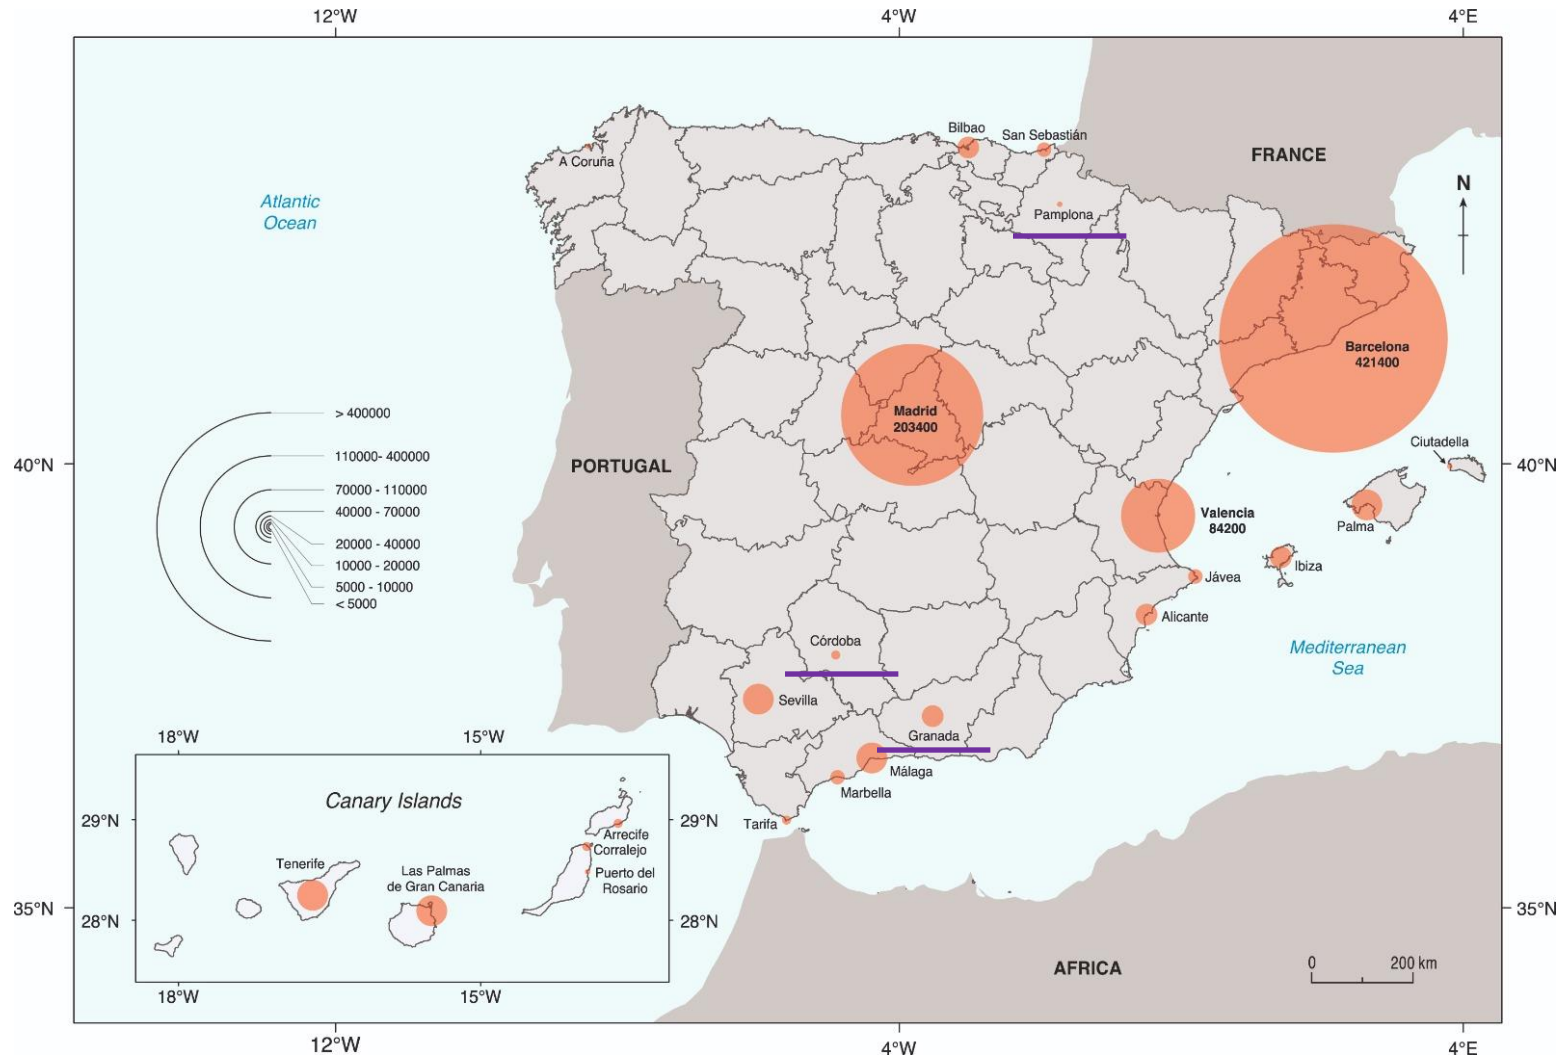 12°W
4°W
4°E
Bilbao
San Sebastián
A Coruña
FRANCE
N
Atlantic
Ocean
Pamplona
Barcelona
421400
Madrid
203400
> 400000
110000- 400000
70000 - 110000
40000 - 70000
20000 - 40000
10000 - 20000
5000 - 10000
< 5000
40°N
PORTUGAL
Ciutadella
40°N
Palma
Valencia
84200
Ibiza
Jávea
Alicante
Córdoba
Mediterranean
Sea
Sevilla
Granada
Málaga
Marbella
Tarifa
18°W
15°W
Canary Islands
29°N
29°N
Arrecife
Corralejo
Tenerife
Las Palmas
de Gran Canaria
Puerto del
Rosario
28°N
28°N
35°N
35°N
18°W
15°W
AFRICA
0
200 km
12°W
4°W
4°E